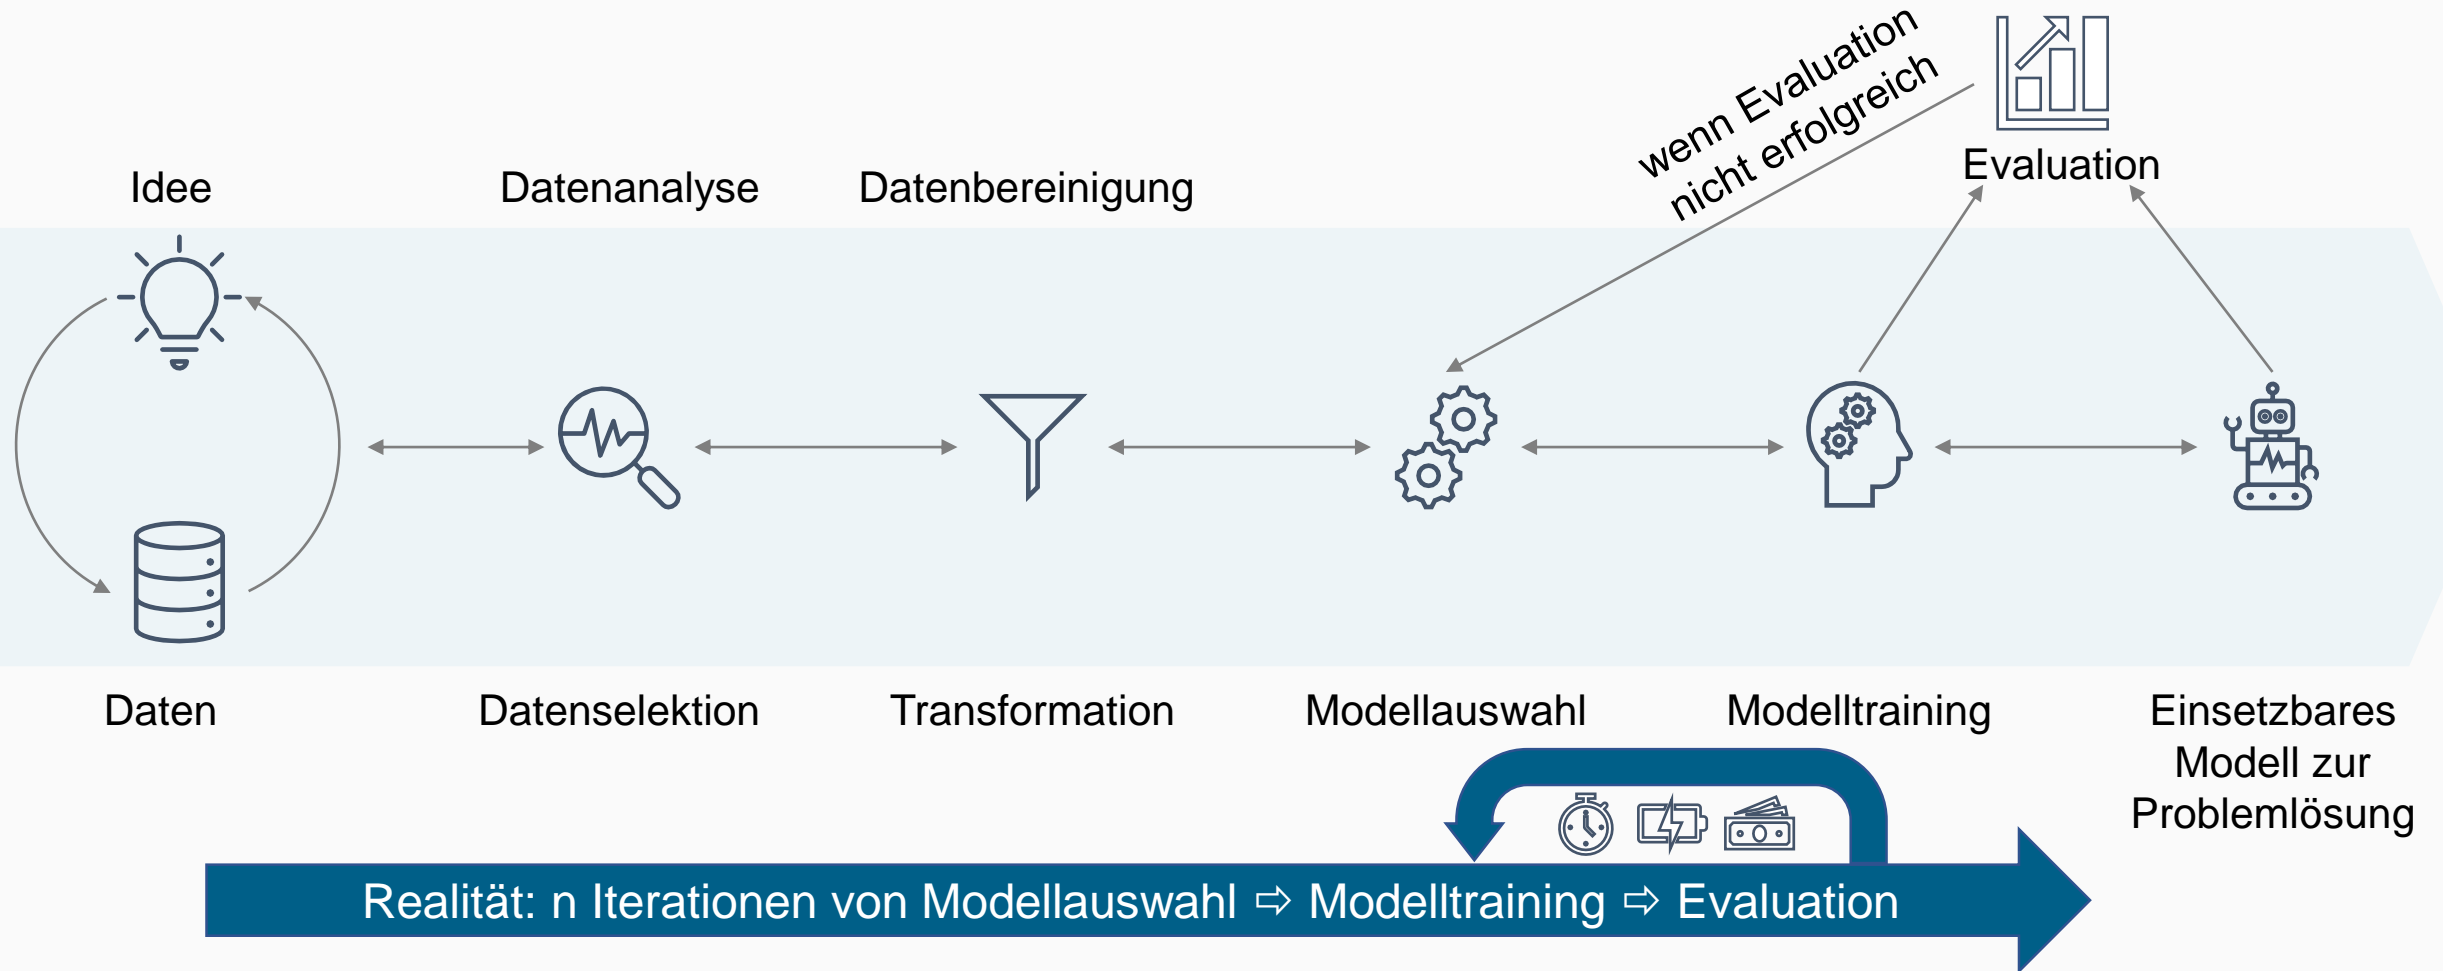 wenn Evaluation
nicht erfolgreich
Evaluation
Idee
Datenanalyse
Datenbereinigung
Daten
Datenselektion
Transformation
Modellauswahl
Modelltraining
Einsetzbares
Modell zur
Problemlösung
Realität: n Iterationen von Modellauswahl ⇨ Modelltraining ⇨ Evaluation